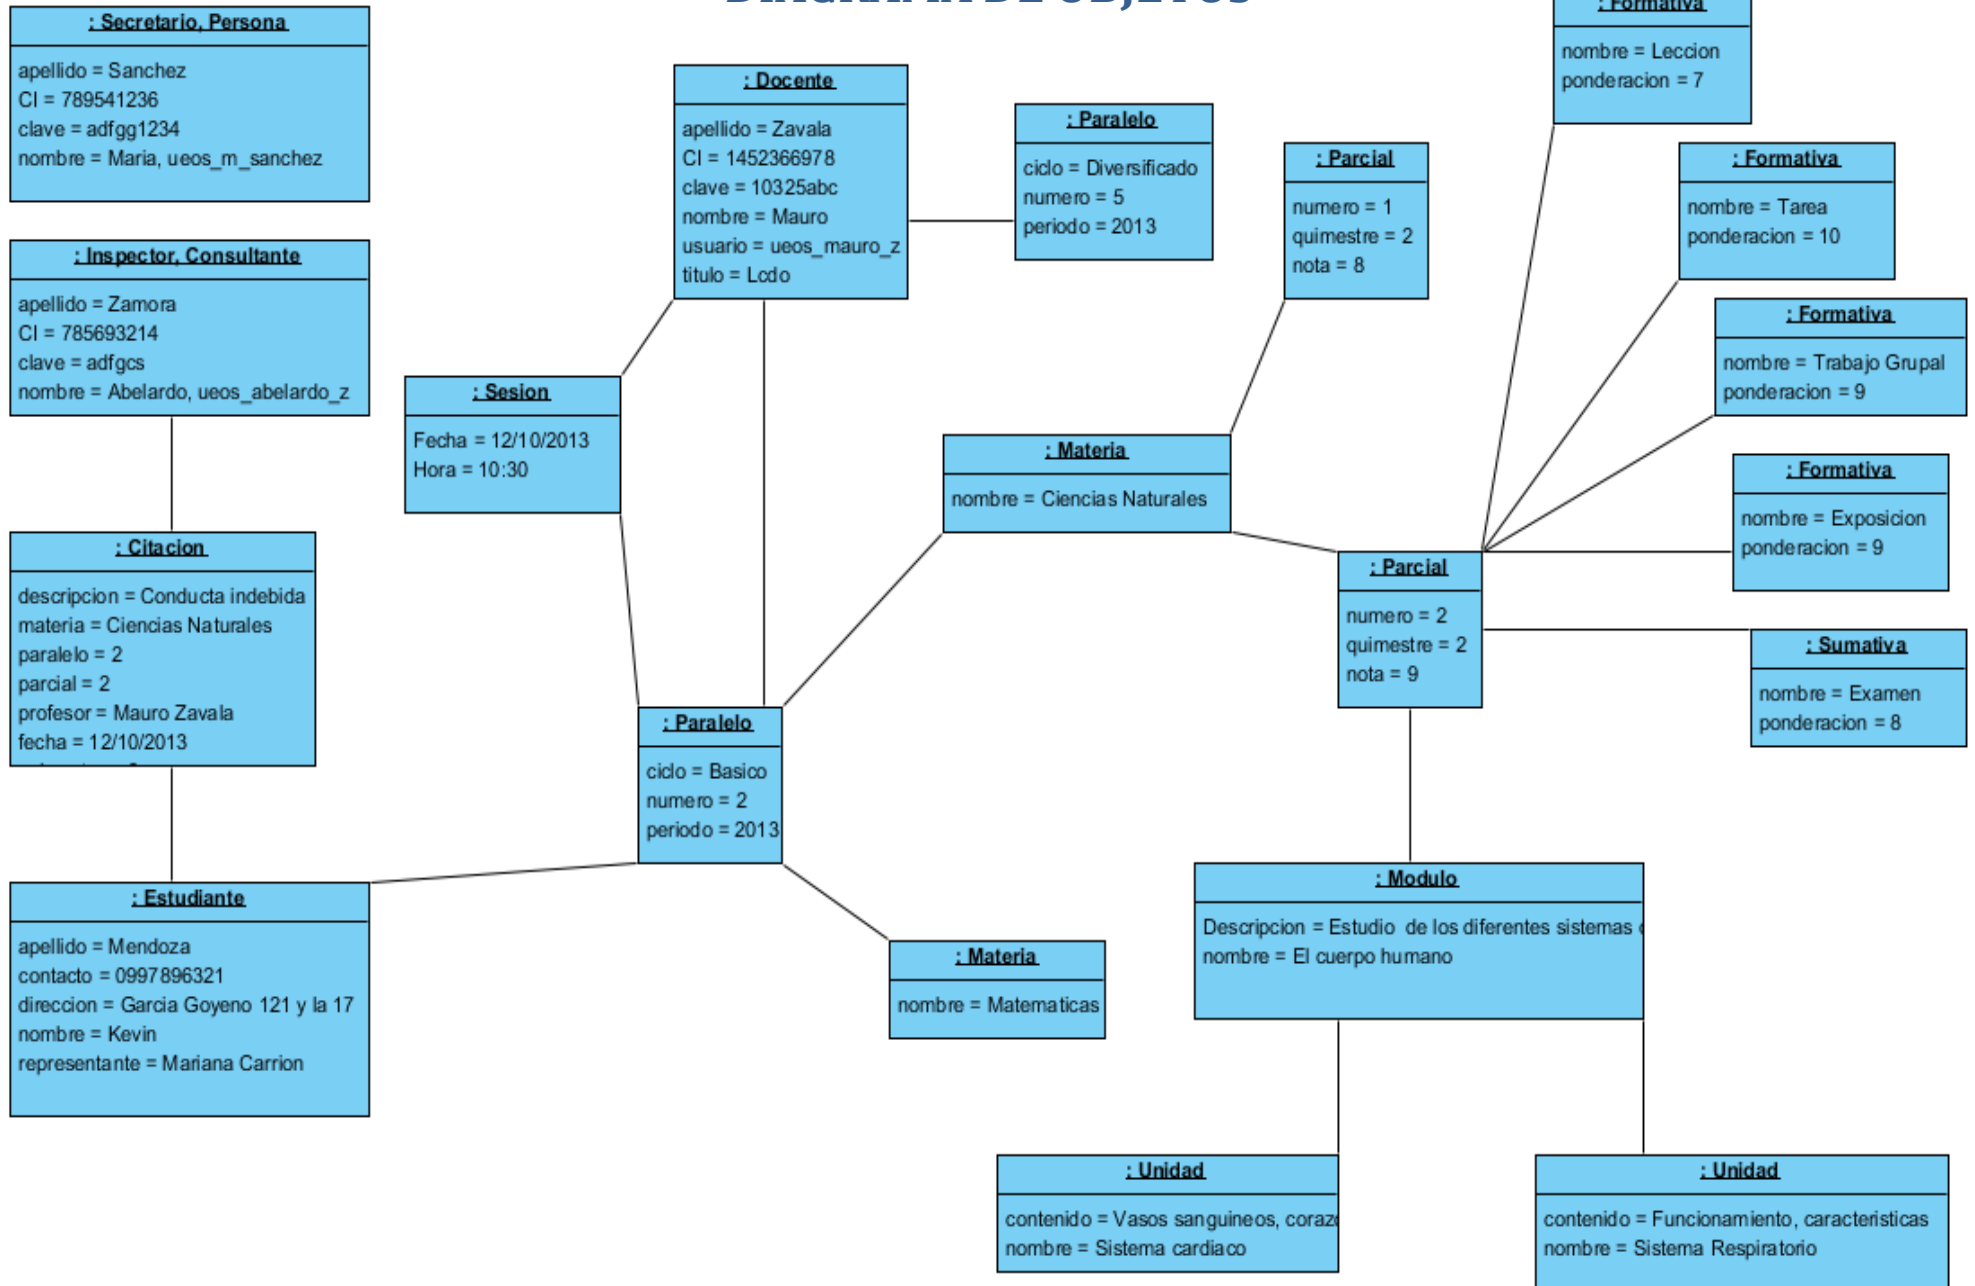 DIAGRAMA DE OBJETOS
: Secretario, Persona
apellido = Sanchez
CI = 789541236
clave = adfgg1234
nombre = Maria, ueos_m_sanchez
: Inspector, Consultante
apellido = Zamora
CI = 785693214
clave = adfgcs
nombre = Abelardo, ueos_abelardo_z
: Citacion
descripcion = Conducta indebida
materia = Ciencias Naturales
paralelo = 2
parcial = 2
profesor = Mauro Zavala
fecha = 12/10/2013
: Estudiante
apellido = Mendoza
contacto = 0997896321
direccion = Garcia Goyeno 121 y la 17
nombre = Kevin
representante = Mariana Carrion
: Sesion
Fecha = 12/10/2013
Hora = 10:30
: Docente
apellido = Zavala
CI = 1452366978
clave = 10325abc
nombre = Mauro
usuario = ueos_mauro_z
titulo = Lcdo
: Paralelo
ciclo = Diversificado
numero = 5
periodo = 2013
: Paralelo
ciclo = Basico
numero = 2
periodo = 2013
: Materia
nombre = Ciencias Naturales
: Materia
nombre = Matematicas
: Parcial
numero = 1
quimestre = 2
nota = 8
: Parcial
numero = 2
quimestre = 2
nota = 9
: Formativa
nombre = Leccion
ponderacion = 7
: Formativa
nombre = Tarea
ponderacion = 10
: Formativa
nombre = Trabajo Grupal
ponderacion = 9
: Formativa
nombre = Exposicion
ponderacion = 9
: Sumativa
nombre = Examen
ponderacion = 8
: Modulo
Descripcion = Estudio de los diferentes sistemas
nombre = El cuerpo humano
: Unidad
contenido = Vasos sanguineos, corazo
nombre = Sistema cardiaco
: Unidad
contenido = Funcionamiento, caracteristicas
nombre = Sistema Respiratorio